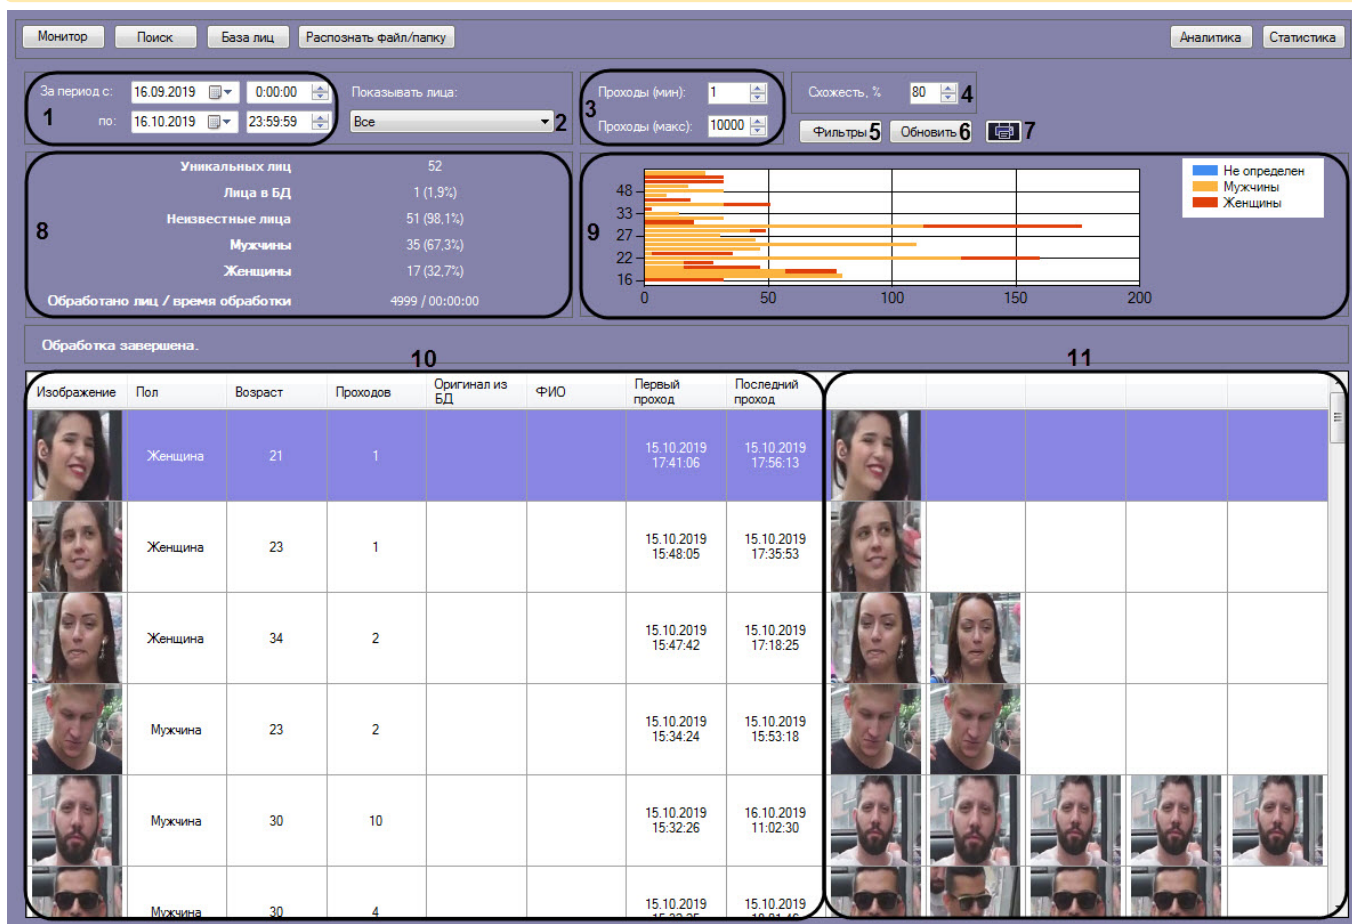 Монитор Поиск База лиц Распознать файл/папку Аналитика Статистика
За период с: 16.09.2019 0:00:00 Показывать лица: Проходы (мин): 1 Схожесть, % 80 4
1 по: 16.10.2019 23:59:59 Все 2 3 Проходы (макс): 10000 Фильтры 5 Обновить 6 7
Уникальных лиц 52
Лица в БД 1 (1,9%)
Неизвестные лица 51 (98,1%)
8
Мужчины 35 (67,3%)
Женщины 17 (32,7%)
Обработано лиц / время обработки 4999 / 00:00:00
9
48
33
27
22
16
0 50 100 150 200
Не определен
Мужчины
Женщины
Обработка завершена.
10 11
Изображение Пол Возраст Проходов Оригинал из БД ФИО Первый проход Последний проход
Женщина 21 1 15.10.2019 17:41:06 15.10.2019 17:56:13
Женщина 23 1 15.10.2019 15:48:05 15.10.2019 17:35:53
Женщина 34 2 15.10.2019 15:47:42 15.10.2019 17:18:25
Мужчина 23 2 15.10.2019 15:34:24 15.10.2019 15:53:18
Мужчина 30 10 15.10.2019 15:32:26 16.10.2019 11:02:30
Мужчина 30 4 15.10.2019 15.10.2019